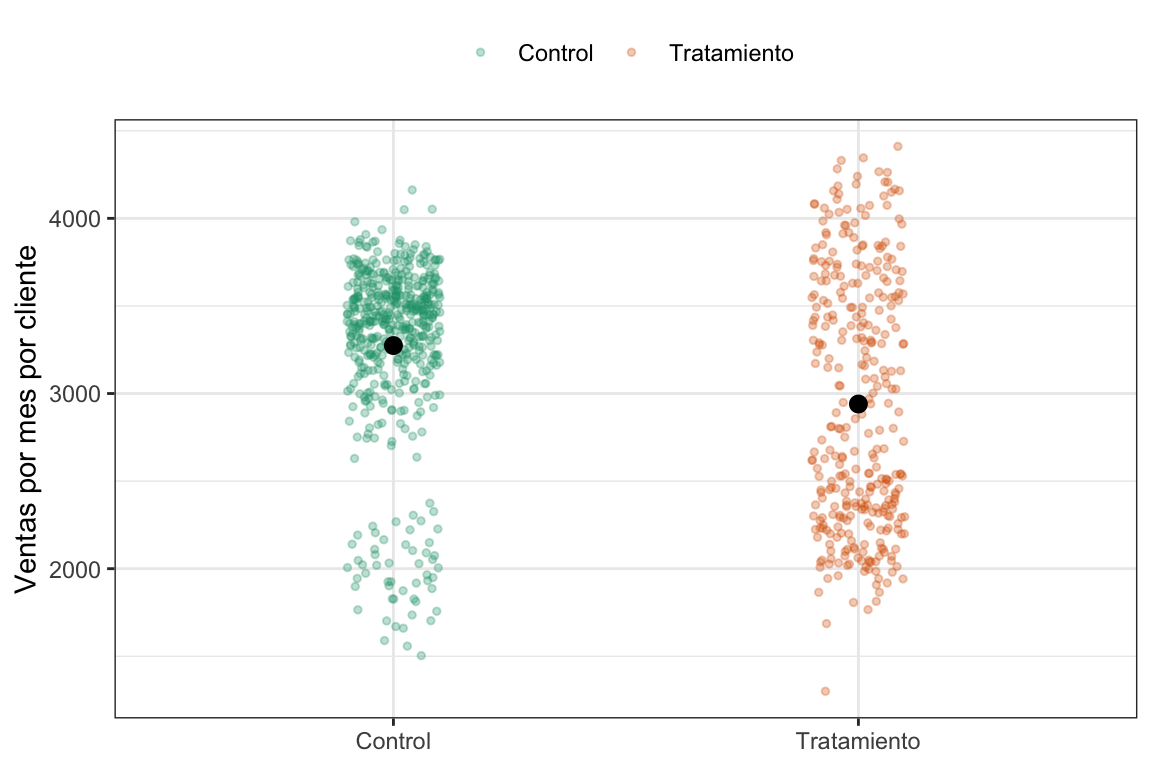 Control
Tratamiento
Ventas por mes por cliente
4000
3000
2000
Control
Tratamiento